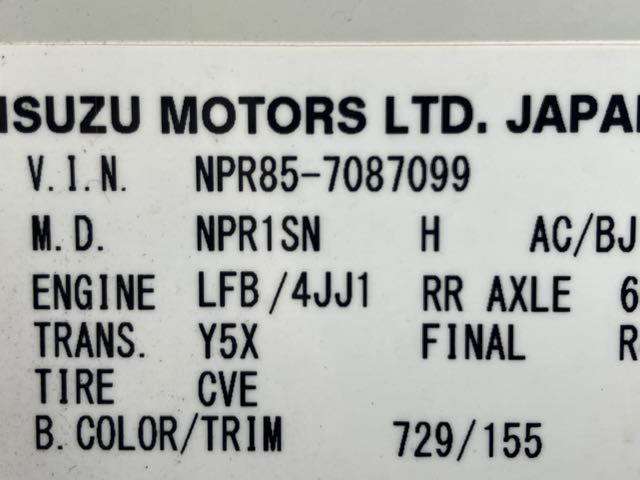 ISUZU MOTORS LTD. JAPA
V.I.N. NPR85-7087099
M.D. NPR1SN H AC/BJ
ENGINE LFB/4JJ1 RR AXLE 6
TRANS. Y5X FINAL R
TIRE CVE
B.COLOR/TRIM 729/155